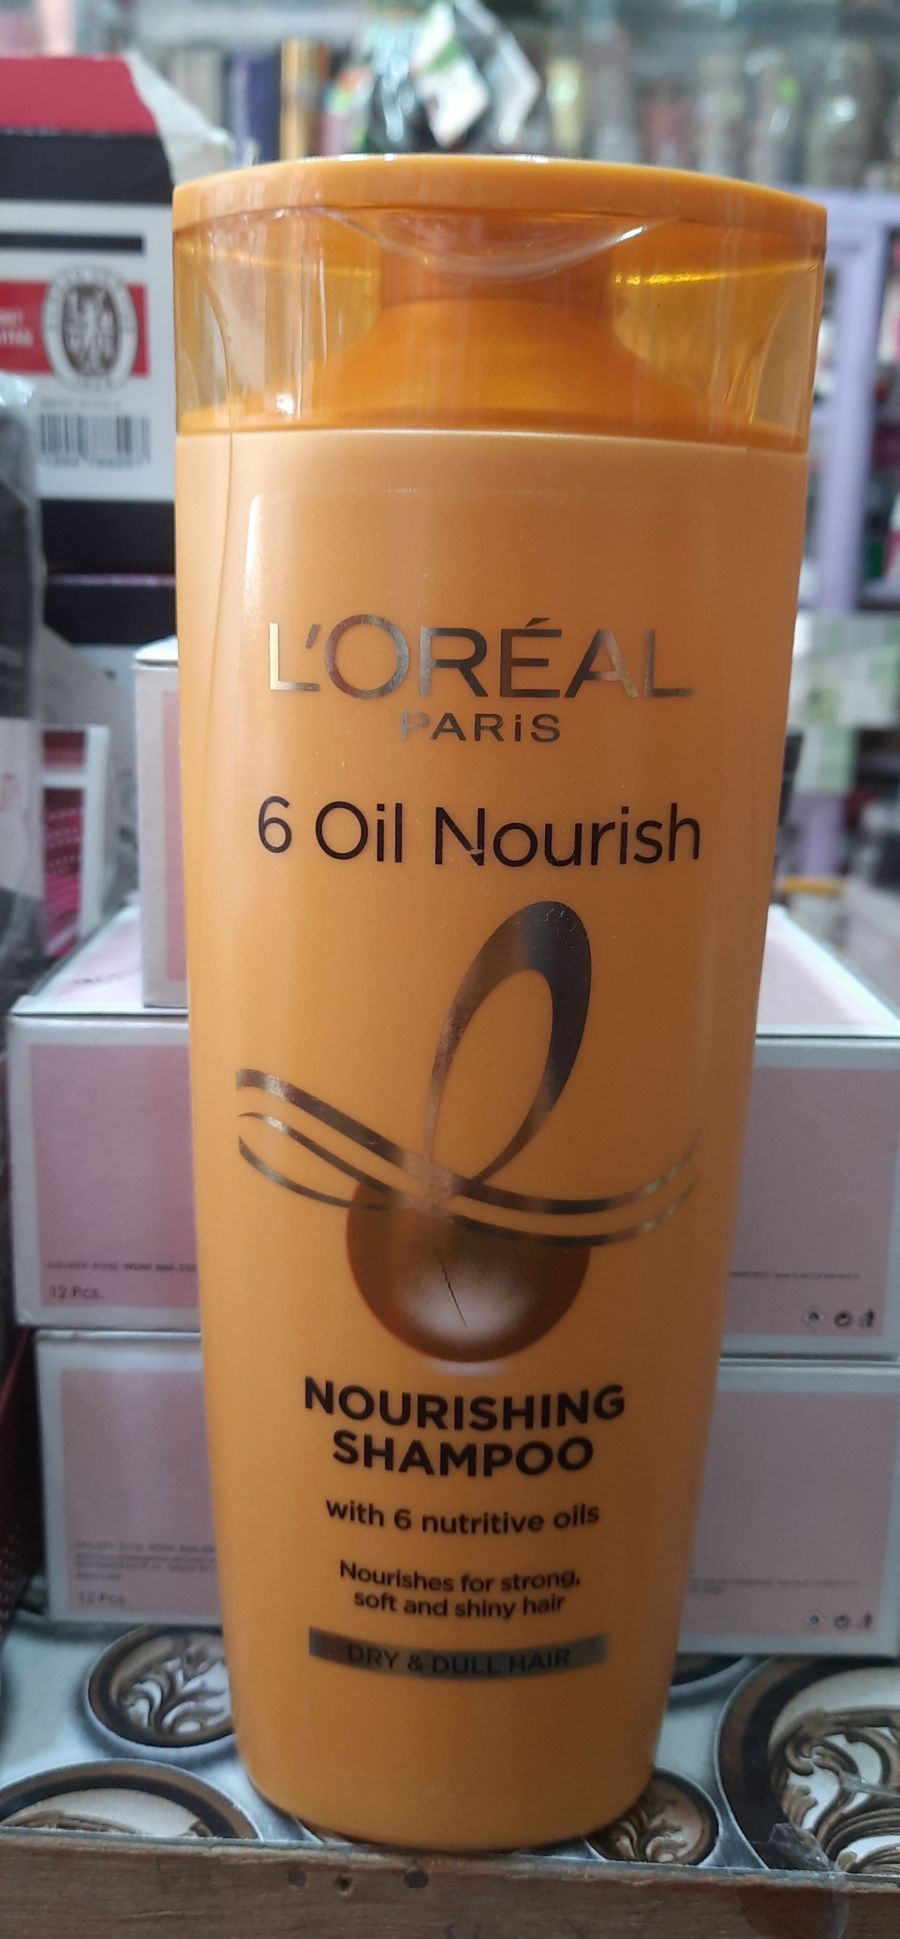 L'ORÉAL
PARiS
6 Oil Nourish
NOURISHING
SHAMPOO
with 6 nutritive oils
Nourishes for strong,
soft and shiny hair
DRY & DULL HAIR
12 Pcs.
12 Pcs.